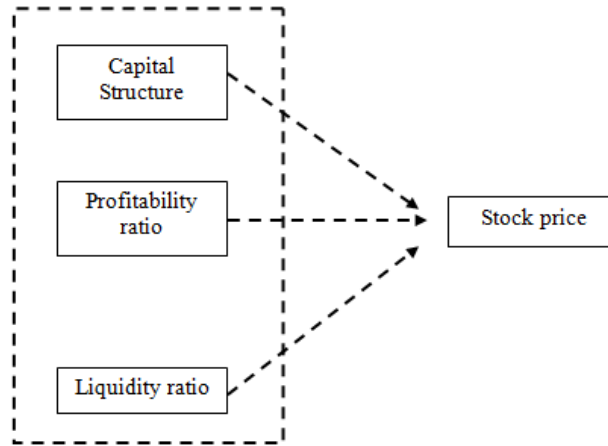 Capital
Structure
Profitability
ratio
Stock price
Liquidity ratio